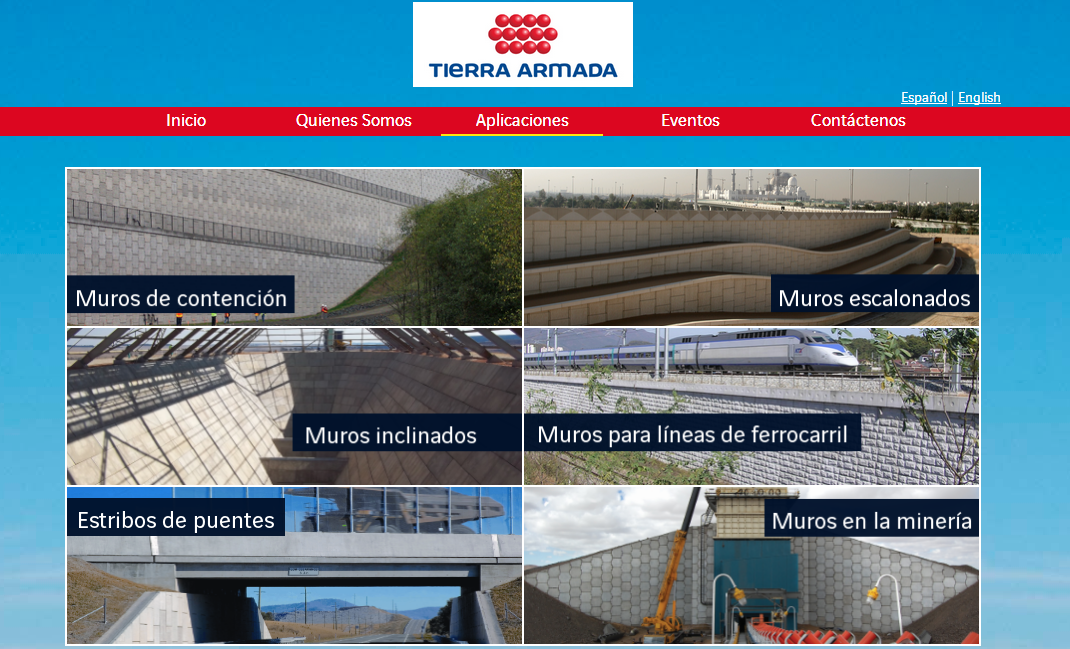 TIERRA ARMADA
Español | English
Inicio Quienes Somos Aplicaciones Eventos Contáctenos
Muros de contención
Muros escalonados
Muros inclinados
Muros para líneas de ferrocarril
Estribos de puentes
Muros en la minería